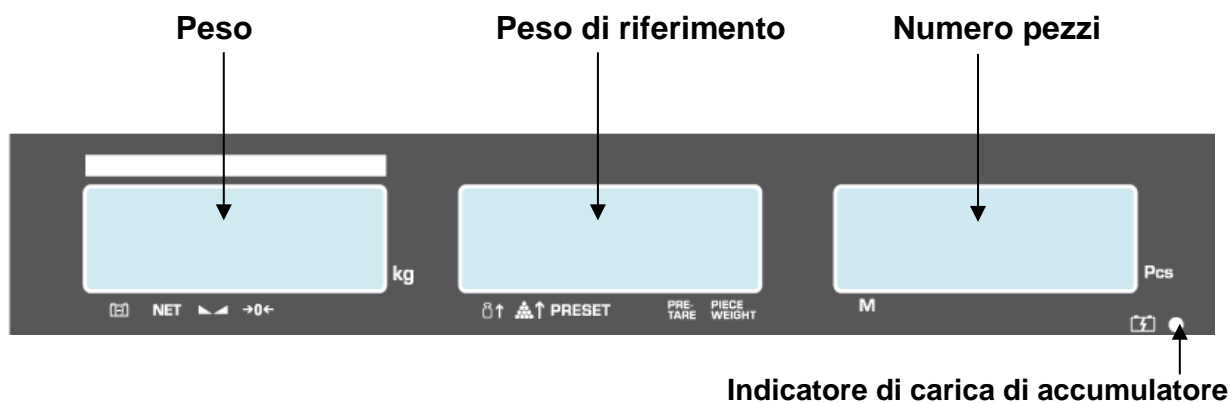 Peso Peso di riferimento Numero pezzi
kg Pcs
NET →0← ↑ ↑ PRESET PRE-TARE PIECE WEIGHT M
Indicatore di carica di accumulatore